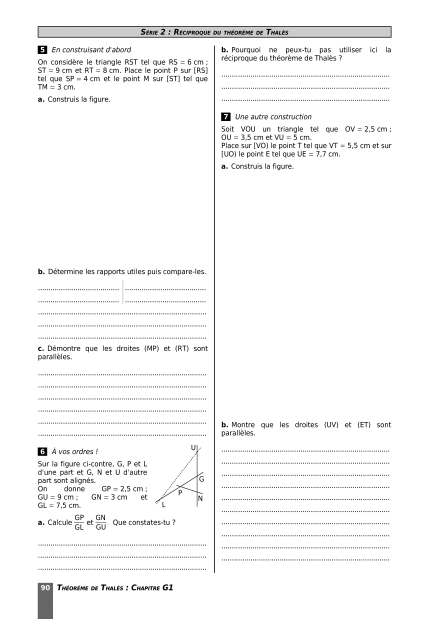 Série 2 : Réciproque du théorème de Thalès
5 En construisant d'abord
On considère le triangle RST tel que RS = 6 cm ;
ST = 9 cm et RT = 8 cm. Place le point P sur [RS]
tel que SP = 4 cm et le point M sur [ST] tel que
TM = 3 cm.
a. Construis la figure.
b. Détermine les rapports utiles puis compare-les.
c. Démontre que les droites (MP) et (RT) sont
parallèles.
6 À vos ordres !
Sur la figure ci-contre, G, P et L
d'une part et G, N et U d'autre
part sont alignés.
On donne GP = 2,5 cm ;
GU = 9 cm ; GN = 3 cm et
GL = 7,5 cm.
U
G
P
N
L
a. Calcule GP/GL et GN/GU. Que constates-tu ?
b. Pourquoi ne peux-tu pas utiliser ici la
réciproque du théorème de Thalès ?
7 Une autre construction
Soit VOU un triangle tel que OV = 2,5 cm ;
OU = 3,5 cm et VU = 5 cm.
Place sur [VO) le point T tel que VT = 5,5 cm et sur
[UO) le point E tel que UE = 7,7 cm.
a. Construis la figure.
b. Montre que les droites (UV) et (ET) sont
parallèles.
90 Théorème de Thalès : Chapitre G1